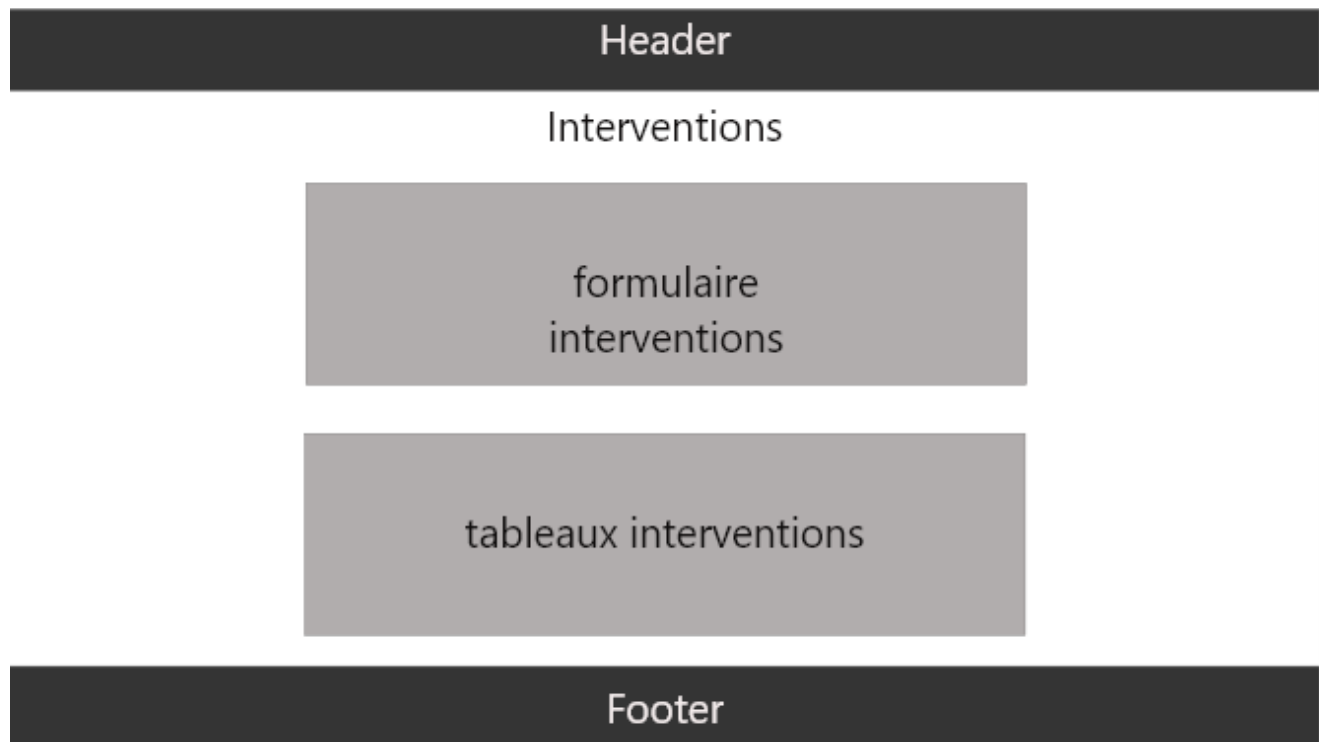 Header
Interventions
formulaire
interventions
tableaux interventions
Footer